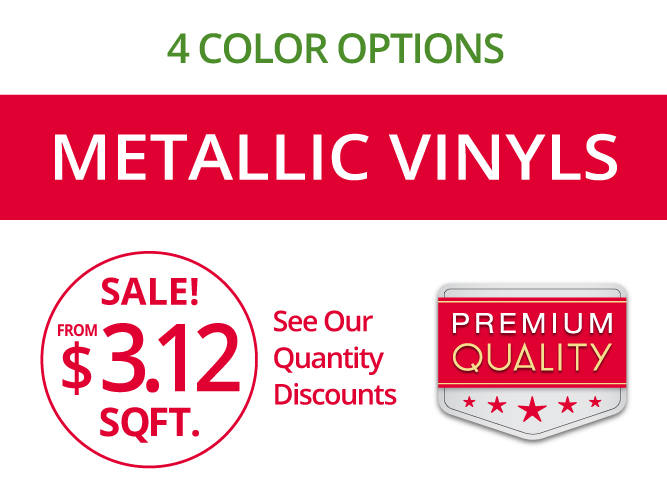 4 COLOR OPTIONS
METALLIC VINYLS
SALE!
FROM
$3.12
SQFT.
See Our
Quantity
Discounts
PREMIUM
QUALITY